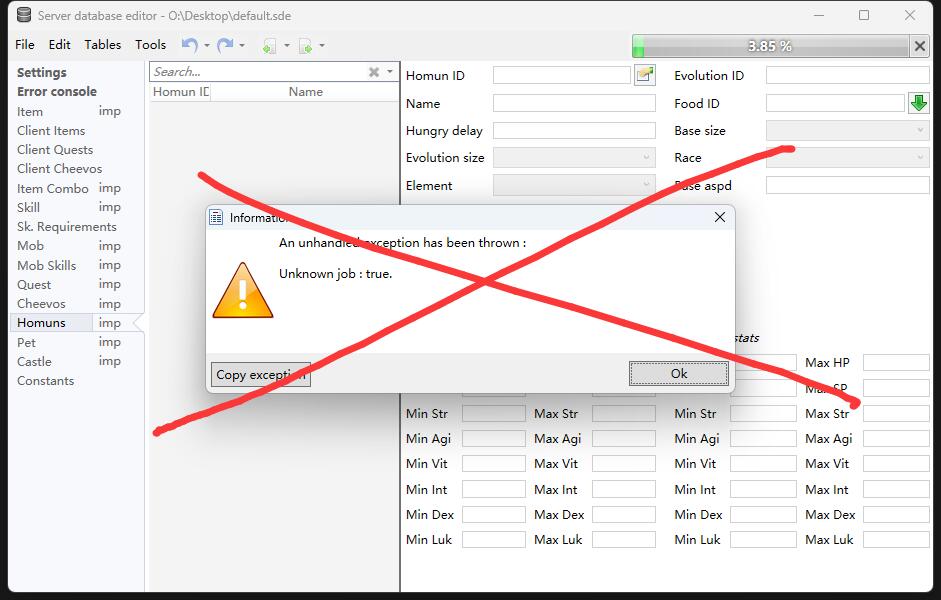 Server database editor - O:\Desktop\default.sde
File Edit Tables Tools
3.85 %
Settings
Error console
Item imp
Client Items
Client Quests
Client Cheevos
Item Combo imp
Skill imp
Sk. Requirements
Mob imp
Mob Skills imp
Quest imp
Cheevos imp
Homuns imp
Pet imp
Castle imp
Constants
Search...
Homun ID Name
Homun ID Evolution ID
Name Food ID
Hungry delay Base size
Evolution size Race
Element Base aspd
Information
An unhandled exception has been thrown :
Unknown job : true.
Copy exception Ok
stats
Max HP
Max SP
Min Str Max Str Min Str Max Str
Min Agi Max Agi Min Agi Max Agi
Min Vit Max Vit Min Vit Max Vit
Min Int Max Int Min Int Max Int
Min Dex Max Dex Min Dex Max Dex
Min Luk Max Luk Min Luk Max Luk